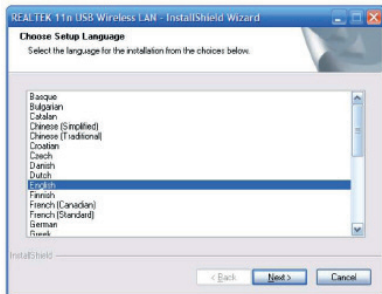 REALTEK 11n USB Wireless LAN - InstallShield Wizard
Choose Setup Language
Select the language for the installation from the choices below.
Basque
Bulgarian
Catalan
Chinese (Simplified)
Chinese (Traditional)
Croatian
Czech
Danish
Dutch
English
Finnish
French (Canadian)
French (Standard)
German
Greek
InstallShield
< Back
Next >
Cancel